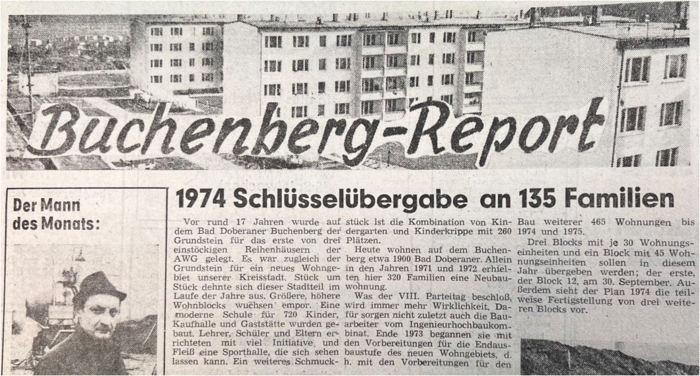 Buchenberg-Report
Der Mann
des Monats:
1974 Schlüsselübergabe an 135 Familien
Vor rund 17 Jahren wurde auf
dem Bad Doberaner Buchenberg der
Grundstein für das erste von drei
einstöckigen Reihenhäusern der
AWG gelegt. Es war zugleich der
Grundstein für ein neues Wohnge-
biet unserer Kreisstadt. Stück um
Stück dehnte sich dieser Stadtteil im
Laufe der Jahre aus. Größere, höhere
Wohnblocks wuchsen empor. Eine
moderne Schule für 720 Kinder,
Kaufhalle und Gaststätte wurden ge-
baut. Lehrer, Schüler und Eltern er-
richteten mit viel Initiative, und
Fleiß eine Sporthalle, die sich sehen
lassen kann. Ein weiteres Schmuck-
stück ist die Kombination von Kin-
dergarten und Kinderkrippe mit 260
Plätzen.
Heute wohnen auf dem Buchen-
berg etwa 1900 Bad Doberaner. Allein
in den Jahren 1971 und 1972 erhiel-
ten hier 320 Familien eine Neubau-
wohnung.
Was der VIII. Parteitag beschloß,
wird immer mehr Wirklichkeit. Da-
für sorgen nicht zuletzt auch die Bau-
arbeiter vom Ingenieurhochbaukom-
binat. Ende 1973 begannen sie mit
den Vorbereitungen für die Endaus-
baustufe des neuen Wohngebiets, d.
h. mit den Vorbereitungen für den
Bau weiterer 465 Wohnungen bis
1974 und 1975.
Drei Blocks mit je 30 Wohnungs-
einheiten und ein Block mit 45 Woh-
nungseinheiten sollen in diesem
Jahr übergeben werden; der erste,
der Block 12, am 30. September. Au-
ßerdem sieht der Plan 1974 die teil-
weise Fertigstellung von drei weite-
ren Blocks vor.